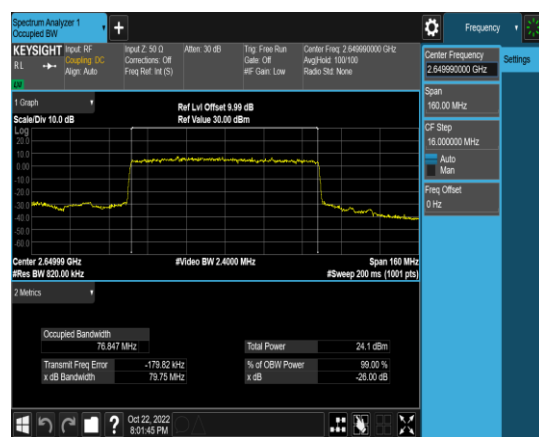 Spectrum Analyzer 1
Occupied BW
Frequency
KEYSIGHT
RL
Input: RF
Coupling: DC
Align: Auto
Input Z: 50 Ω
Corrections: Off
Freq Ref: Int (S)
Atten: 30 dB
Trig: Free Run
Gate: Off
#IF Gain: Low
Center Freq: 2.649990000 GHz
Avg|Hold: 100/100
Radio Std: None
Center Frequency
2.649990000 GHz
Settings
Span
160.00 MHz
CF Step
16.000000 MHz
Auto
Man
Freq Offset
0 Hz
1 Graph
Scale/Div 10.0 dB
Ref Lvl Offset 9.99 dB
Ref Value 30.00 dBm
Log
20.0
10.0
0.00
-10.0
-20.0
-30.0
-40.0
-50.0
-60.0
Center 2.64999 GHz
#Res BW 820.00 kHz
#Video BW 2.4000 MHz
Span 160 MHz
#Sweep 200 ms (1001 pts)
2 Metrics
Occupied Bandwidth
76.847 MHz
Total Power 24.1 dBm
Transmit Freq Error -179.82 kHz
% of OBW Power 99.00 %
x dB Bandwidth 79.75 MHz
x dB -26.00 dB
?
Oct 22, 2022
8:01:45 PM